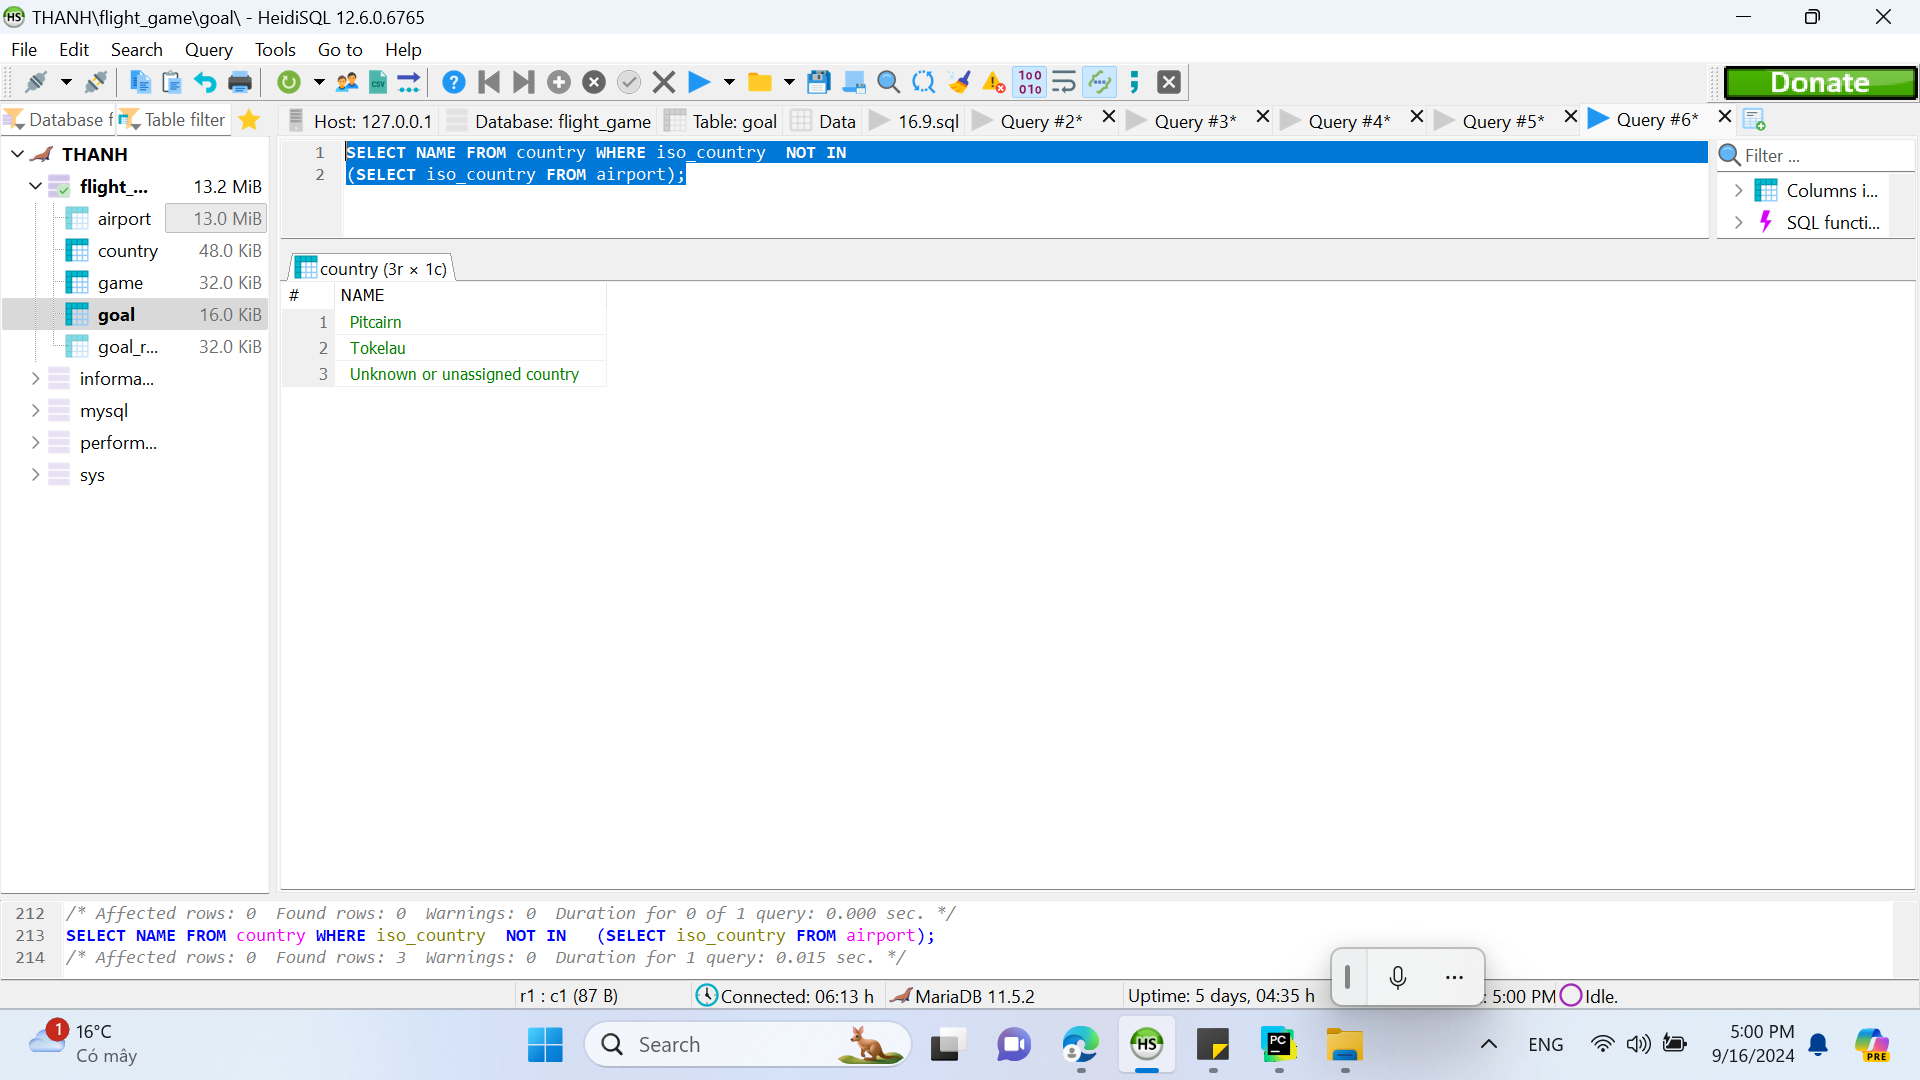 THANH\flight_game\goal\ - HeidiSQL 12.6.0.6765
File Edit Search Query Tools Go to Help
Donate
Database f Table filter
Host: 127.0.0.1 Database: flight_game Table: goal Data 16.9.sql Query #2* Query #3* Query #4* Query #5* Query #6*
THANH
flight_... 13.2 MiB
airport 13.0 MiB
country 48.0 KiB
game 32.0 KiB
goal 16.0 KiB
goal_r... 32.0 KiB
informa...
mysql
perform...
sys
1 SELECT NAME FROM country WHERE iso_country NOT IN
2 (SELECT iso_country FROM airport);
Filter ...
Columns i...
SQL functi...
country (3r × 1c)
# NAME
1 Pitcairn
2 Tokelau
3 Unknown or unassigned country
212 /* Affected rows: 0 Found rows: 0 Warnings: 0 Duration for 0 of 1 query: 0.000 sec. */
213 SELECT NAME FROM country WHERE iso_country NOT IN (SELECT iso_country FROM airport);
214 /* Affected rows: 0 Found rows: 3 Warnings: 0 Duration for 1 query: 0.015 sec. */
r1 : c1 (87 B) Connected: 06:13 h MariaDB 11.5.2 Uptime: 5 days, 04:35 h : 5:00 PM Idle.
1 16°C
Có mây
Search
HS
PC
ENG
5:00 PM
9/16/2024
PRE